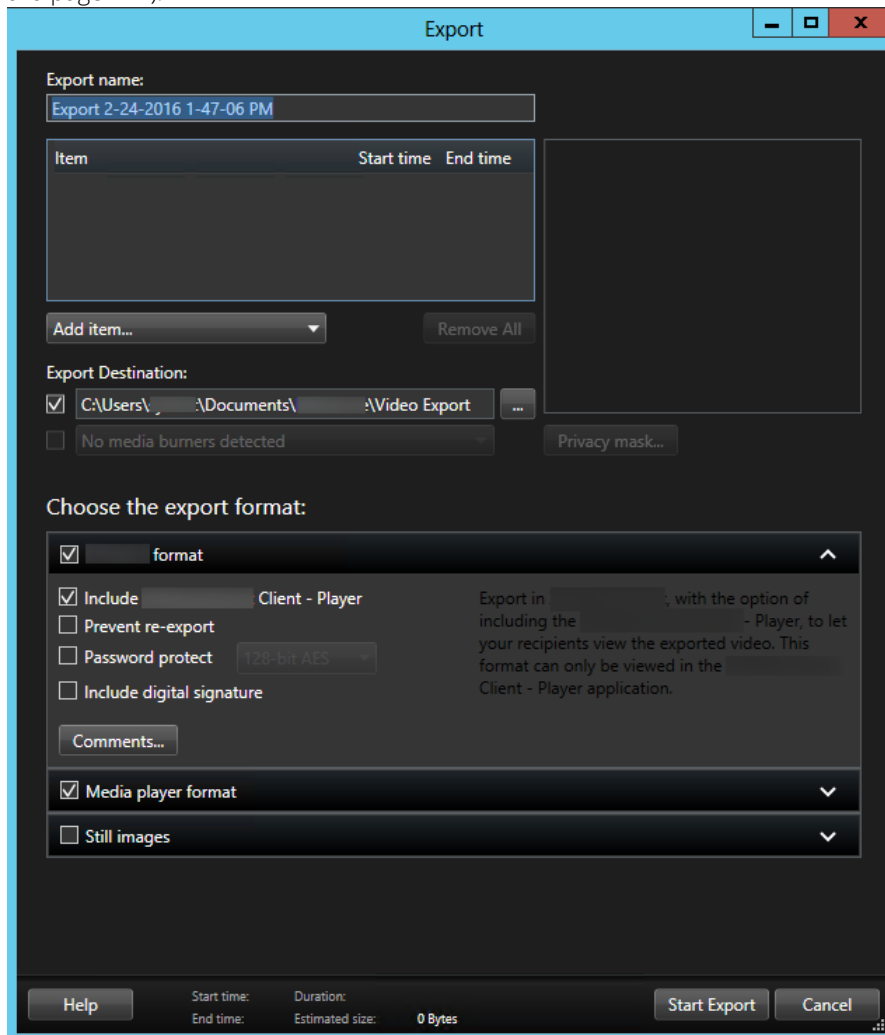 Export
Export name:
Export 2-24-2016 1-47-06 PM
Item Start time End time
Add item... Remove All
Export Destination:
C:\Users\ :\Documents\ :\Video Export ...
No media burners detected Privacy mask...
Choose the export format:
format
Include Client - Player
Prevent re-export
Password protect 128-bit AES
Include digital signature
Export in , with the option of
including the - Player, to let
your recipients view the exported video. This
format can only be viewed in the
Client - Player application.
Comments...
Media player format
Still images
Help
Start time: Duration:
End time: Estimated size: 0 Bytes
Start Export Cancel